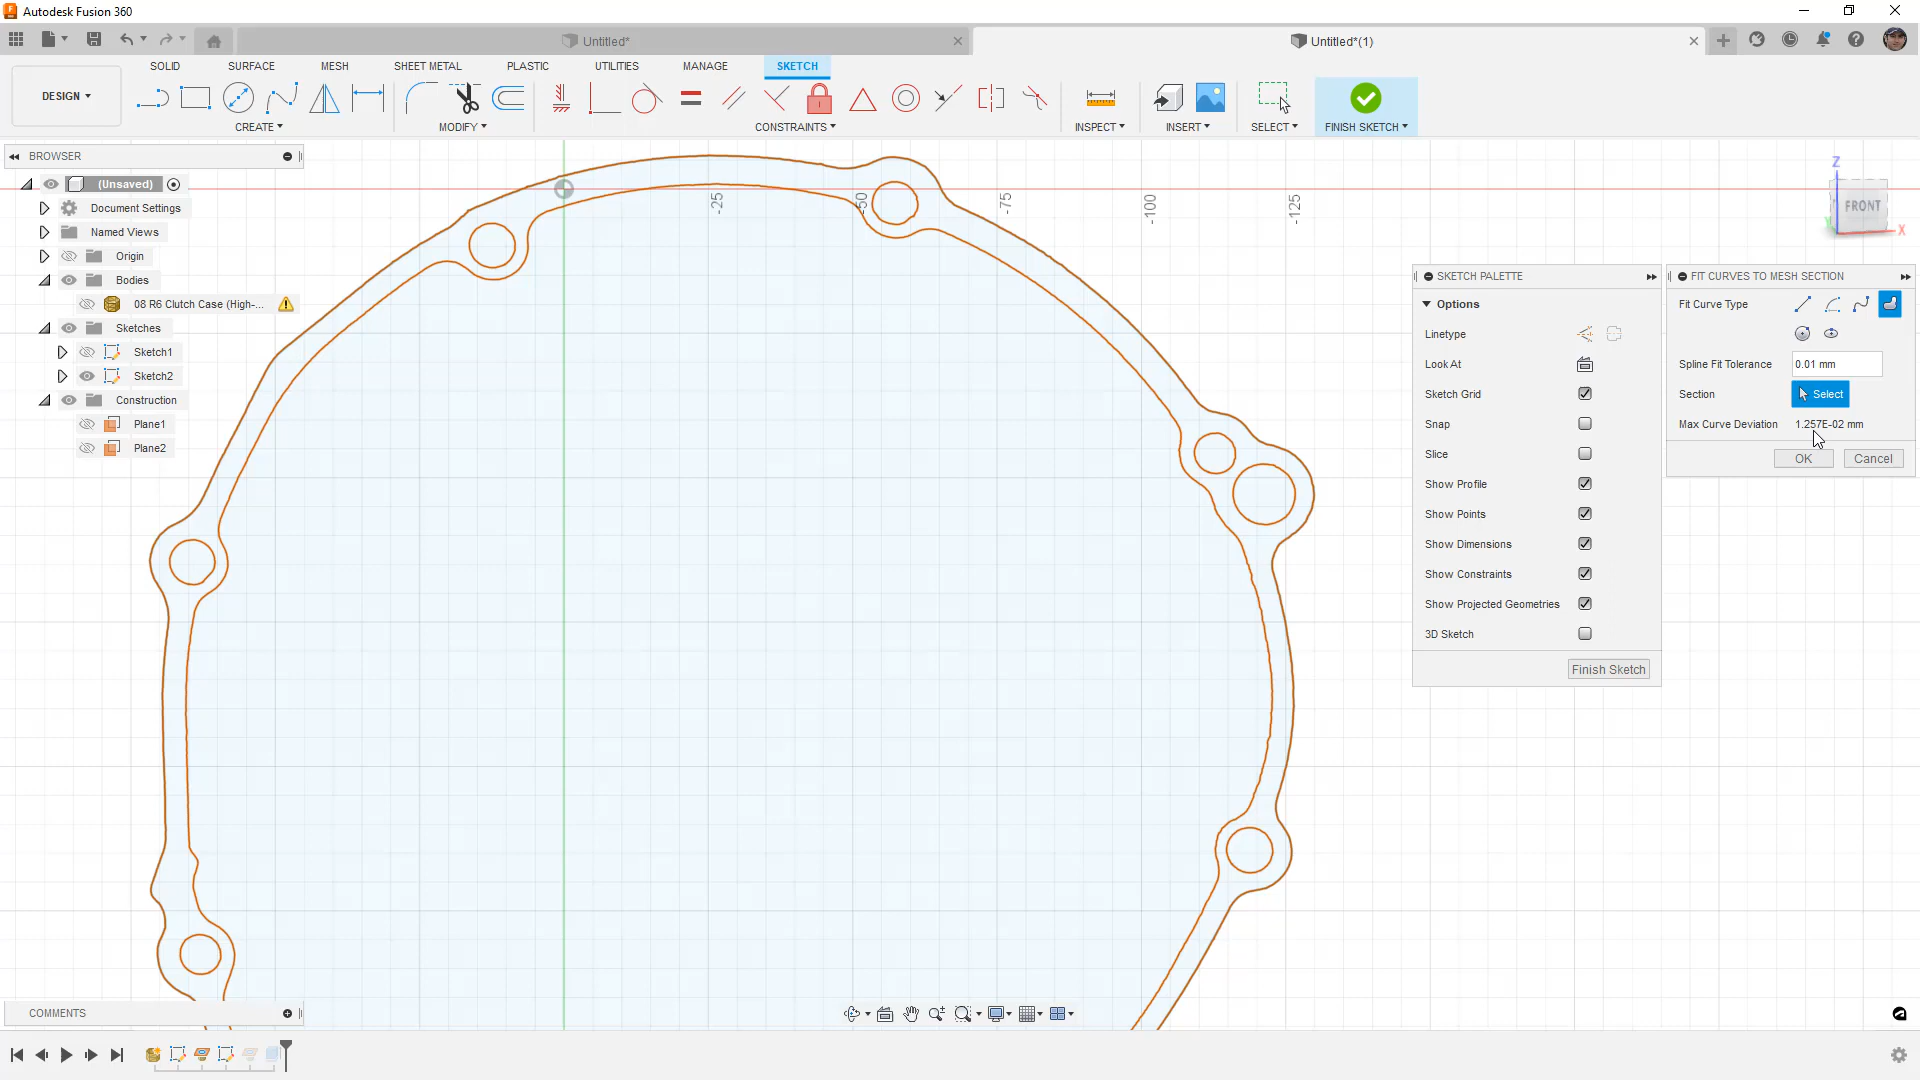 Autodesk Fusion 360
Untitled*
Untitled*(1)
SOLID
SURFACE
MESH
SHEET METAL
PLASTIC
UTILITIES
MANAGE
SKETCH
DESIGN
CREATE
MODIFY
CONSTRAINTS
INSPECT
INSERT
SELECT
FINISH SKETCH
BROWSER
(Unsaved)
Document Settings
Named Views
Origin
Bodies
08 R6 Clutch Case (High-...
Sketches
Sketch1
Sketch2
Construction
Plane1
Plane2
-25
-50
-75
-100
-125
Z
FRONT
X
Y
SKETCH PALETTE
Options
Linetype
Look At
Sketch Grid
Snap
Slice
Show Profile
Show Points
Show Dimensions
Show Constraints
Show Projected Geometries
3D Sketch
Finish Sketch
FIT CURVES TO MESH SECTION
Fit Curve Type
Spline Fit Tolerance 0.01 mm
Section Select
Max Curve Deviation 1.257E-02 mm
OK Cancel
COMMENTS